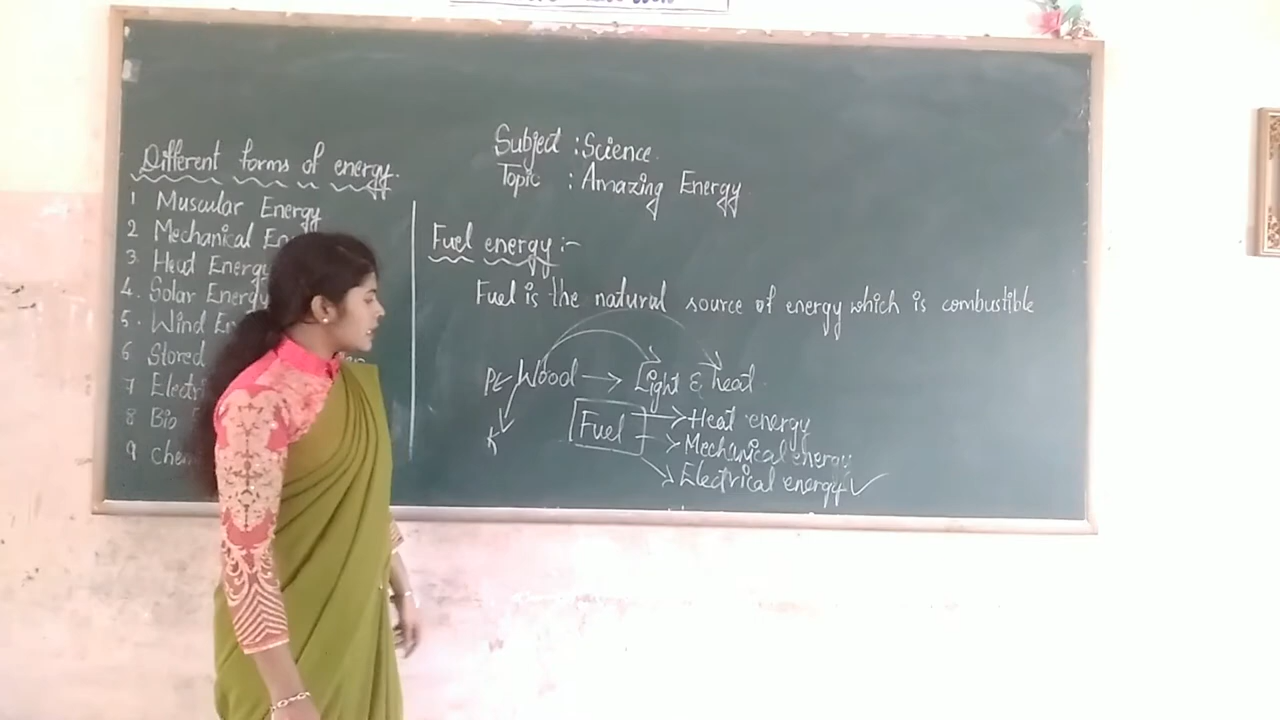 Subject : Science.
Topic : Amazing Energy
Different forms of energy.
1 Muscular Energy
2 Mechanical
3. Heat Energy
4. Solar Energy
5. Wind
6 Stored
7
8 Bio
9
Fuel energy :-
Fuel is the natural source of energy which is combustible
Wood → Light & heat.
K
Fuel → Heat energy
→ Mechanical energy
→ Electrical energy ✓